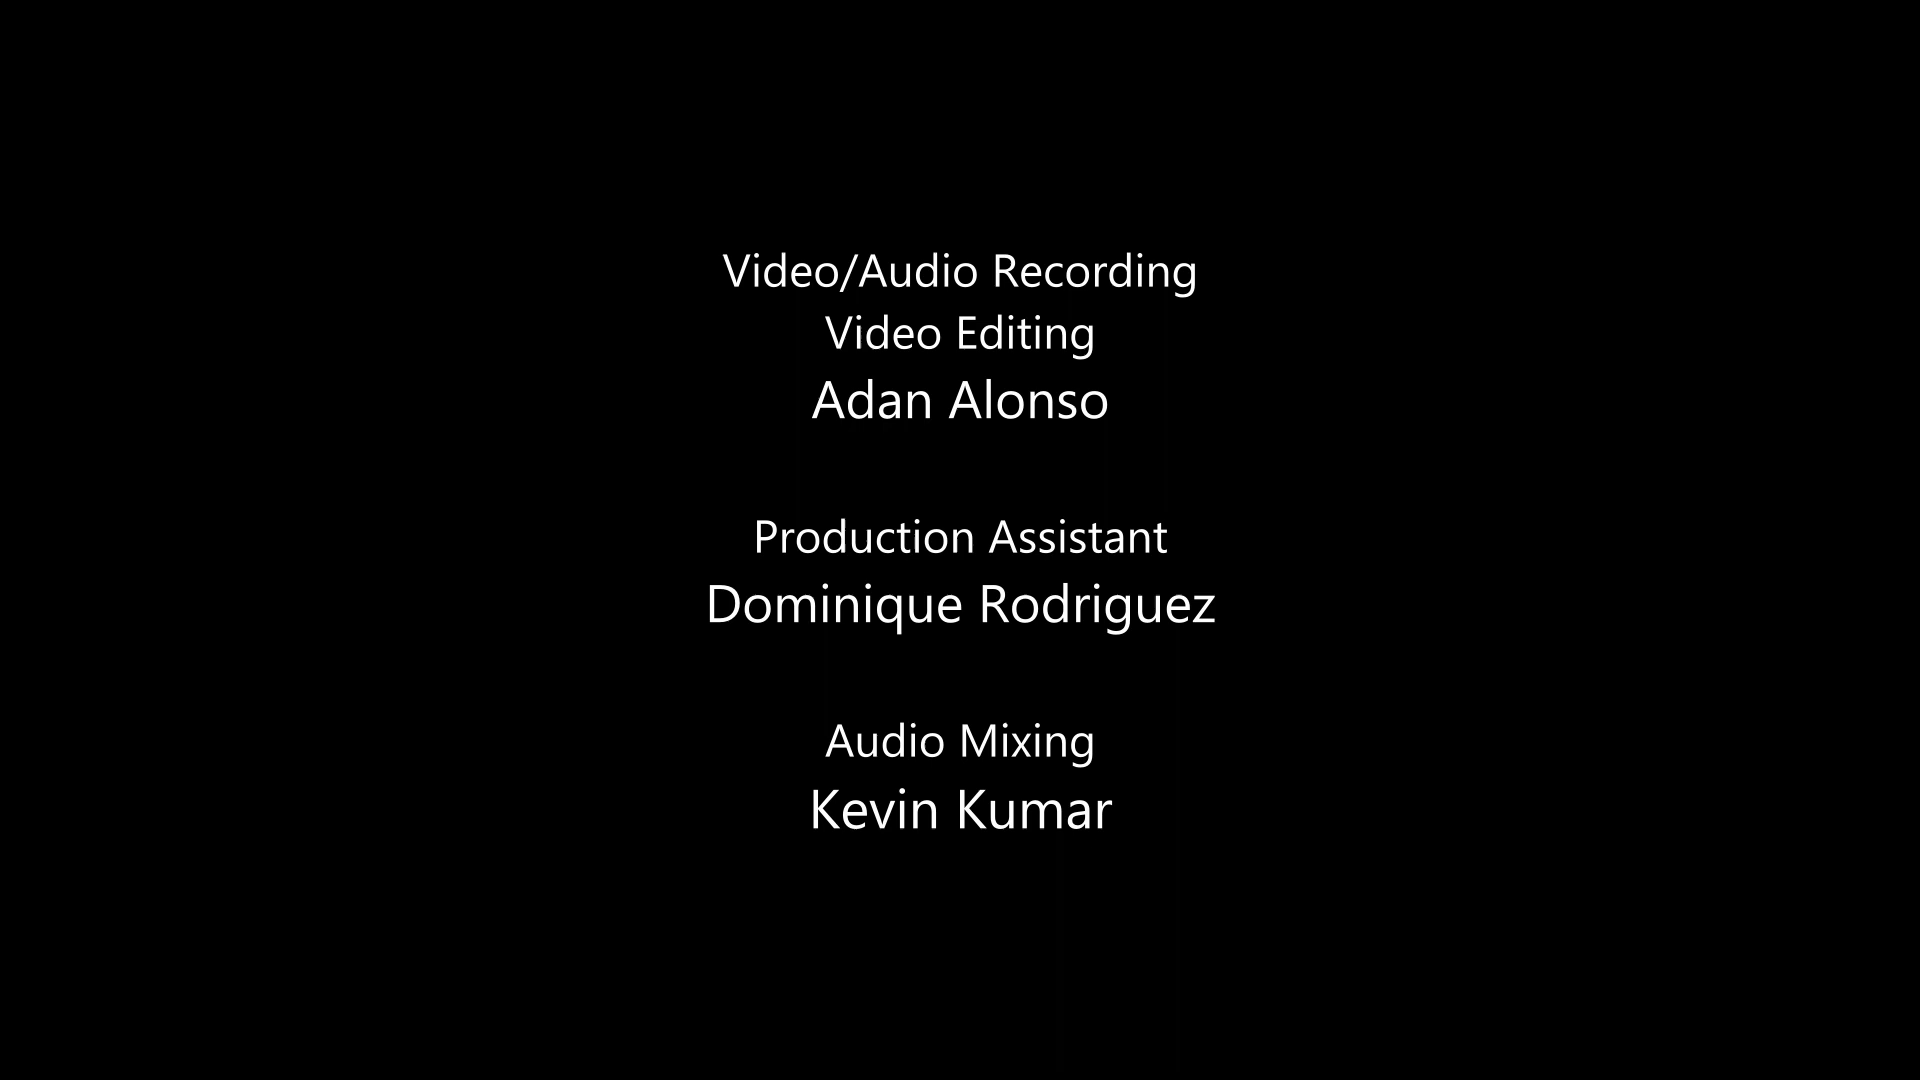 Video/Audio Recording
Video Editing
Adan Alonso
Production Assistant
Dominique Rodriguez
Audio Mixing
Kevin Kumar